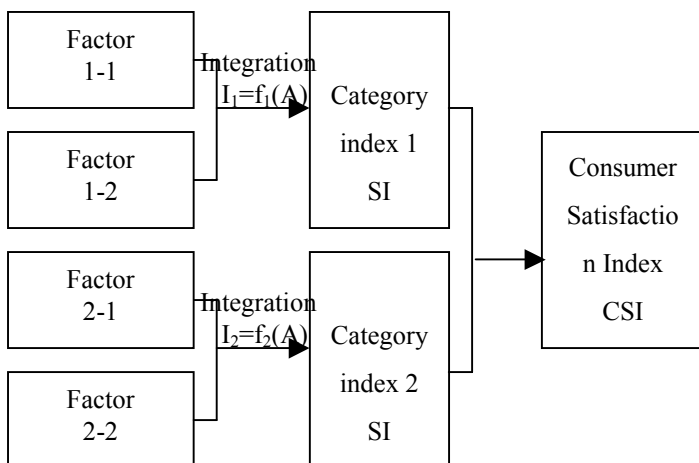 Factor
1-1
Factor
1-2
Integration
I₁=f₁(A)
Category
index 1
SI
Factor
2-1
Factor
2-2
Integration
I₂=f₂(A)
Category
index 2
SI
Consumer
Satisfactio
n Index
CSI